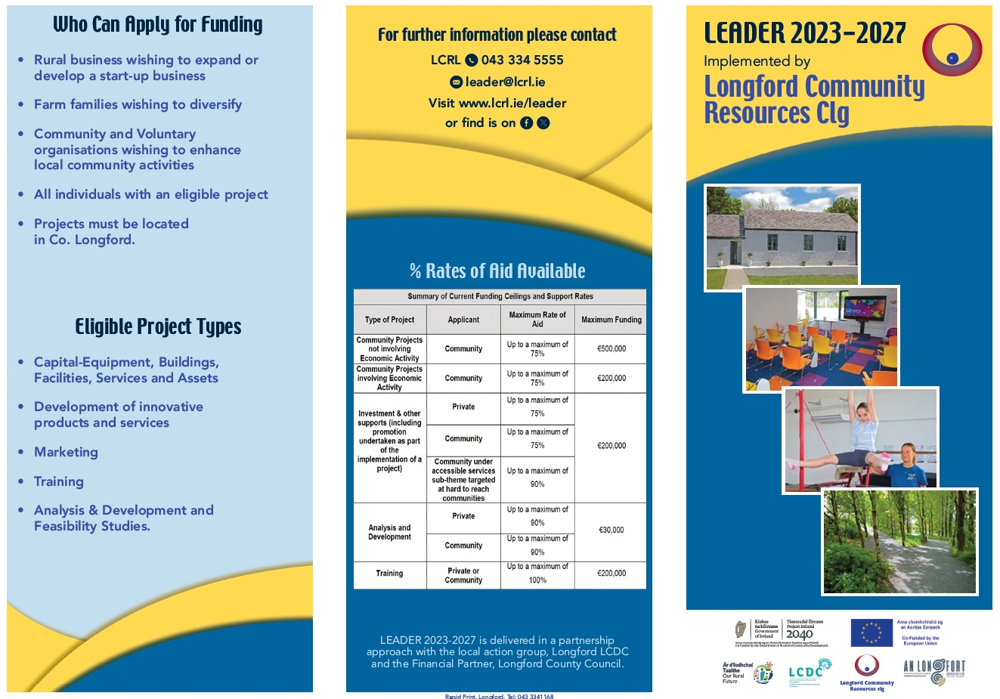 Who Can Apply for Funding
• Rural business wishing to expand or
develop a start-up business
• Farm families wishing to diversify
• Community and Voluntary
organisations wishing to enhance
local community activities
• All individuals with an eligible project
• Projects must be located
in Co. Longford.
Eligible Project Types
• Capital-Equipment, Buildings,
Facilities, Services and Assets
• Development of innovative
products and services
• Marketing
• Training
• Analysis & Development and
Feasibility Studies.
For further information please contact
LCRL 043 334 5555
leader@lcrl.ie
Visit www.lcrl.ie/leader
or find is on
% Rates of Aid Available
Summary of Current Funding Ceilings and Support Rates
Type of Project Applicant Maximum Rate of Maximum Funding
Aid
Community Projects
not involving
Economic Activity
Community
Up to a maximum of
75%
€500,000
Community Projects
involving Economic
Activity
Community
Up to a maximum of
75%
€200,000
Investment & other
supports (including
promotion
undertaken as part
of the
implementation of a
project)
Private
Up to a maximum of
75%
Community
Up to a maximum of
75%
Community under
accessible services
sub-theme targeted
at hard to reach
communities
Up to a maximum of
90%
€200,000
Analysis and
Development
Private
Up to a maximum of
90%
Community
Up to a maximum of
90%
€30,000
Training
Private or
Community
Up to a maximum of
100%
€200,000
LEADER 2023-2027 is delivered in a partnership
approach with the local action group, Longford LCDC
and the Financial Partner, Longford County Council.
Rapid Print, Longford. Tel: 043 3341168
LEADER 2023-2027
Implemented by
Longford Community
Resources Clg
Rialtas
na hÉireann
Government
of Ireland
Tionscadal Éireann
Project Ireland
2040
Co-Funded by the Department of Rural and Community Development
Arna chomhchistiú ag
an Aontas Eorpach
Co-Funded by the
European Union
Ár dTodhchaí
Tuaithe
Our Rural
Future
LCDC
Longford Community
Resources clg
AN LONGFORT